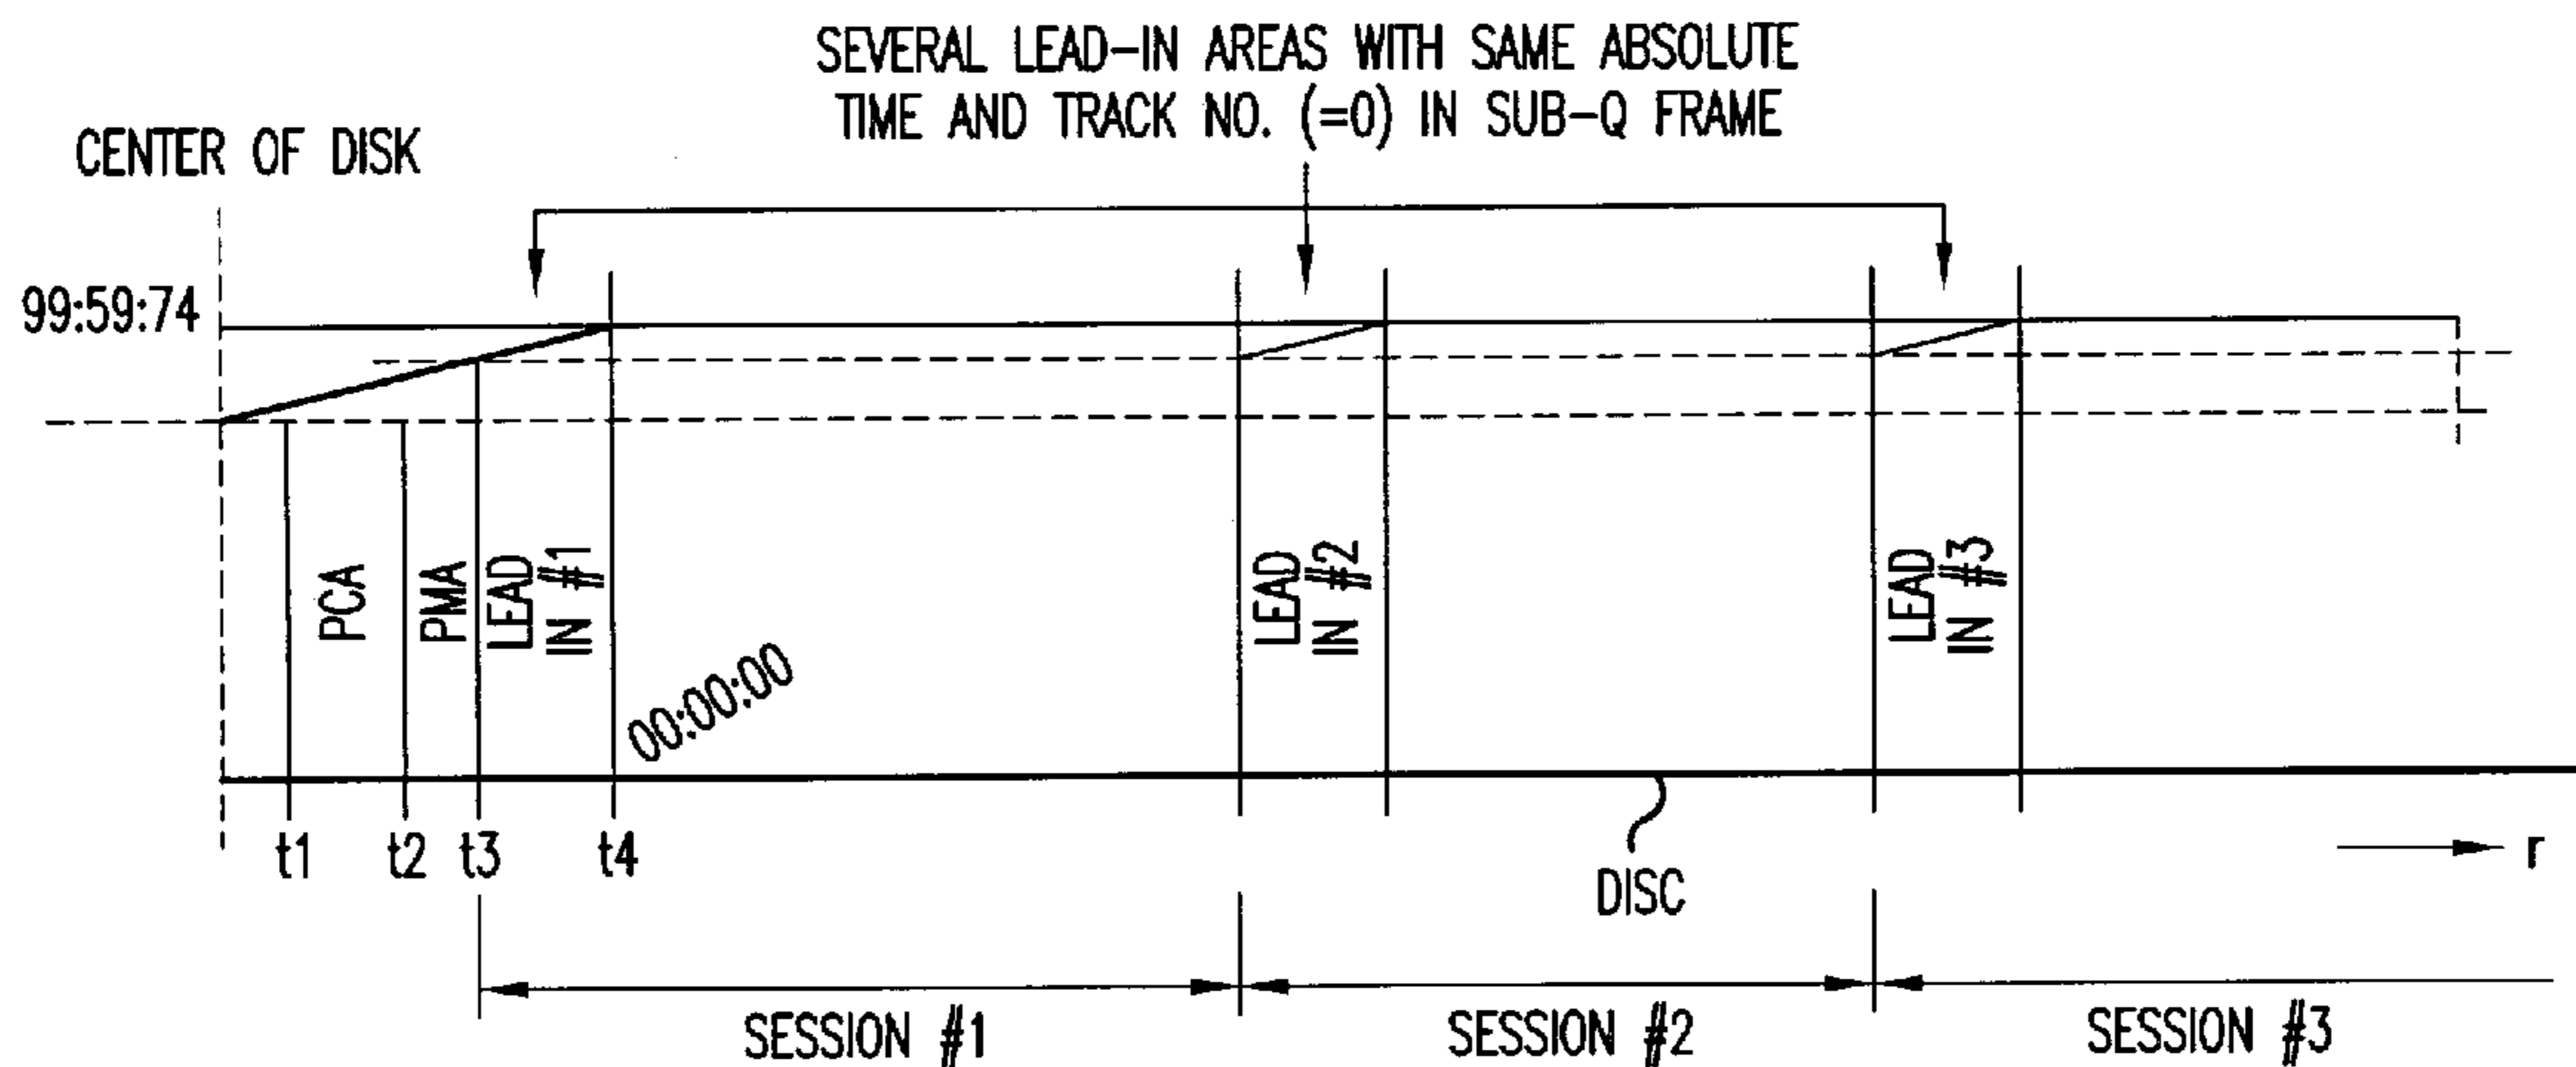 SEVERAL LEAD-IN AREAS WITH SAME ABSOLUTE
TIME AND TRACK NO. (=0) IN SUB-Q FRAME
CENTER OF DISK
99:59:74
PCA
PMA
LEAD
IN #1
00:00:00
LEAD
IN #2
LEAD
IN #3
t1
t2
t3
t4
DISC
r
SESSION #1
SESSION #2
SESSION #3